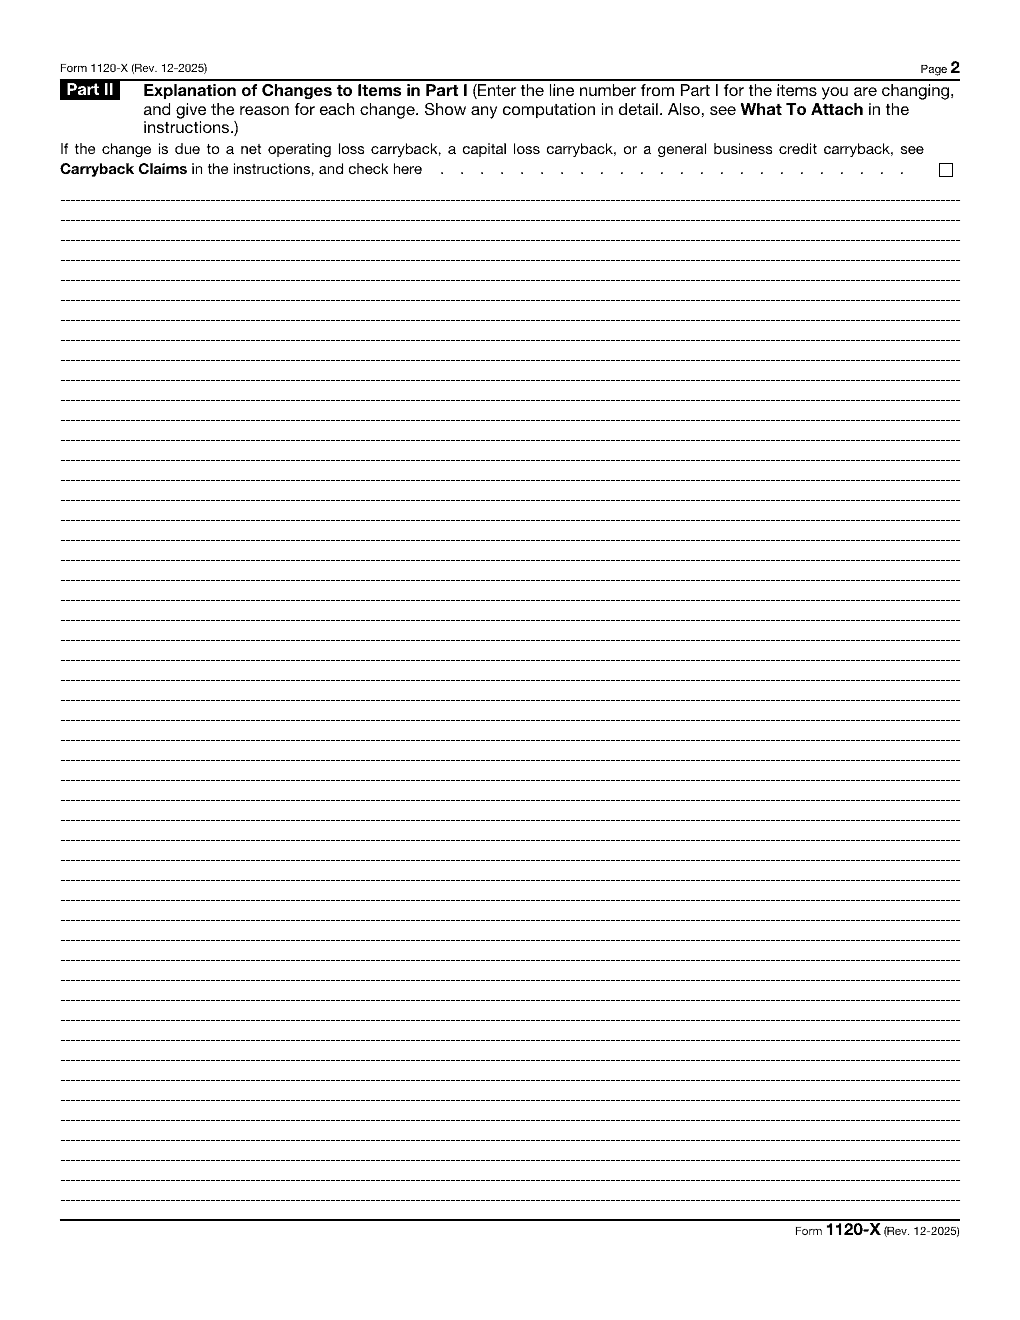 Form 1120-X (Rev. 12-2025) Page 2
Part II Explanation of Changes to Items in Part I (Enter the line number from Part I for the items you are changing,
and give the reason for each change. Show any computation in detail. Also, see What To Attach in the
instructions.)
If the change is due to a net operating loss carryback, a capital loss carryback, or a general business credit carryback, see
Carryback Claims in the instructions, and check here . . . . . . . . . . . . . . . . . . . . . . . .
Form 1120-X (Rev. 12-2025)